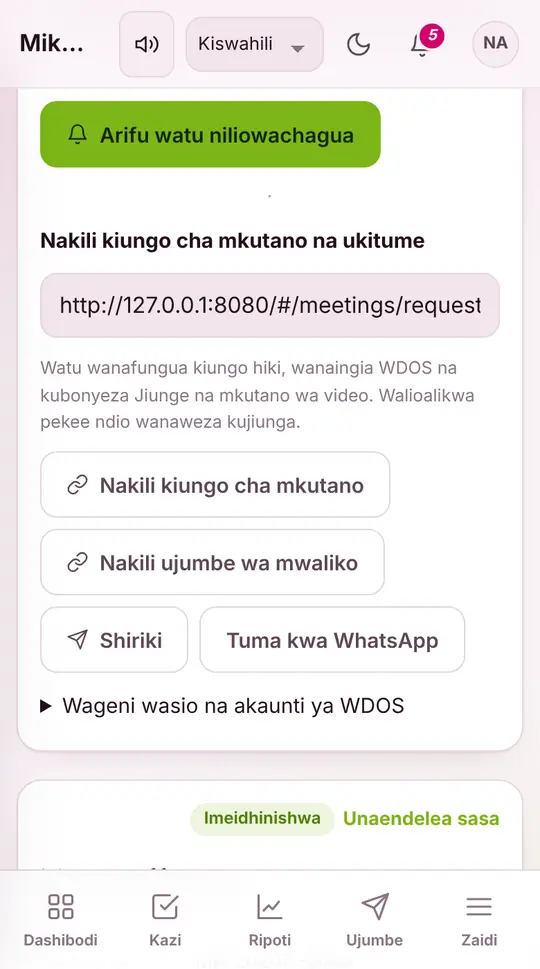 Mik...
Kiswahili
5
NA
Arifu watu niliowachagua
Nakili kiungo cha mkutano na ukitume
http://127.0.0.1:8080/#/meetings/request
Watu wanafungua kiungo hiki, wanaingia WDOS na
kubonyeza Jiunge na mkutano wa video. Walioalikwa
pekee ndio wanaweza kujiunga.
Nakili kiungo cha mkutano
Nakili ujumbe wa mwaliko
Shiriki
Tuma kwa WhatsApp
Wageni wasio na akaunti ya WDOS
Imeidhinishwa
Unaendelea sasa
Dashibodi
Kazi
Ripoti
Ujumbe
Zaidi